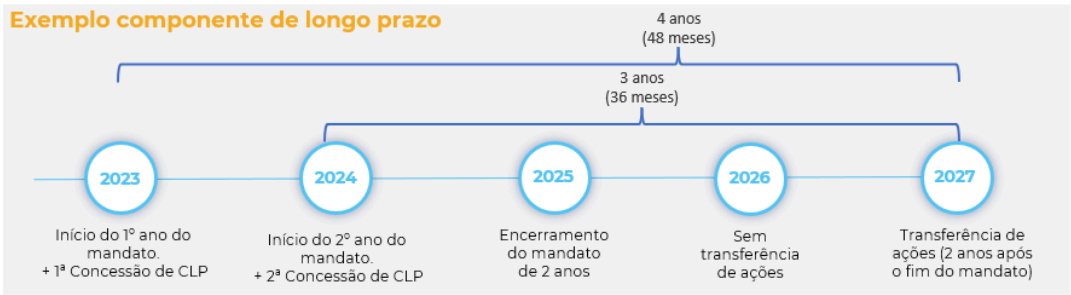 Exemplo componente de longo prazo
4 anos
(48 meses)
3 anos
(36 meses)
2023
2024
2025
2026
2027
Início do 1º ano do
mandato.
+ 1ª Concessão de CLP
Início do 2º ano do
mandato.
+ 2ª Concessão de CLP
Encerramento
do mandato
de 2 anos
Sem
transferência
de ações
Transferência de
ações (2 anos após
o fim do mandato)